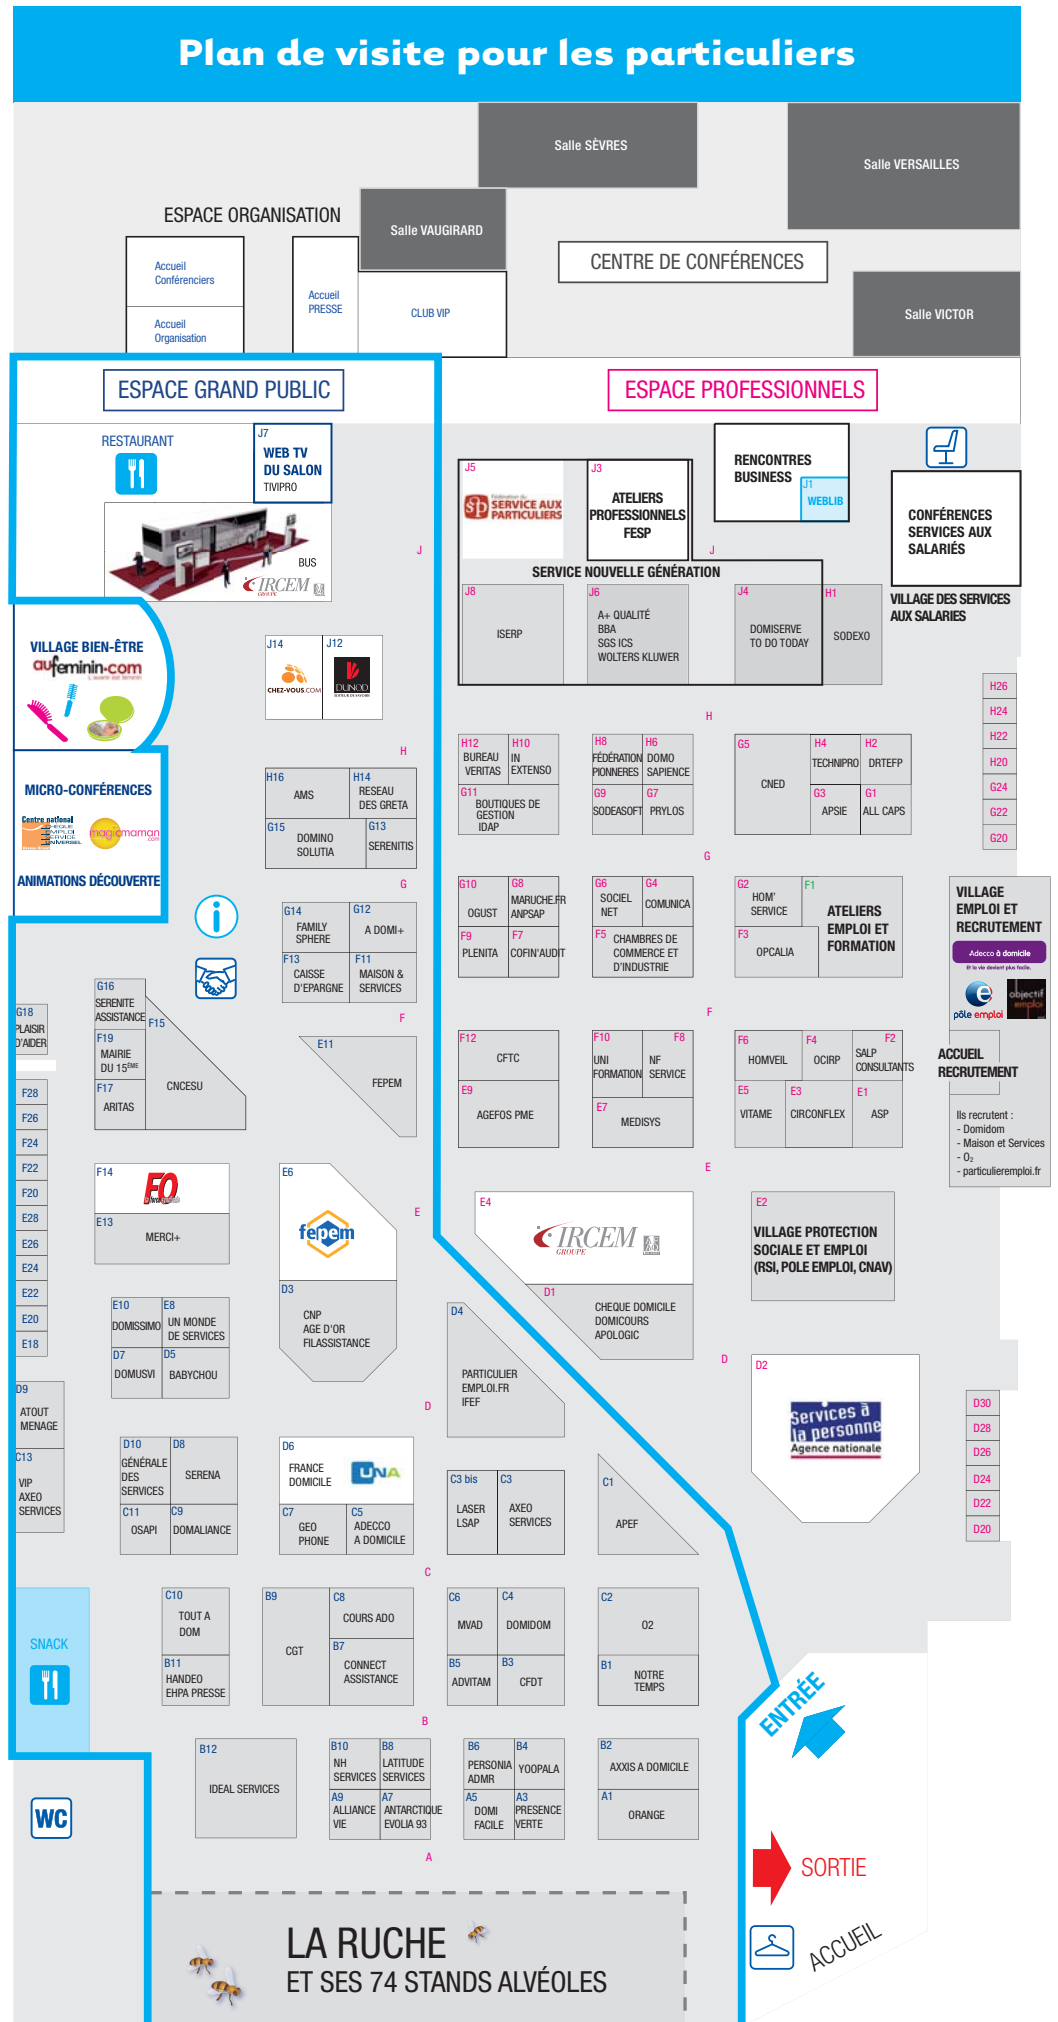 Plan de visite pour les particuliers
Salle SÈVRES
Salle VERSAILLES
ESPACE ORGANISATION
Salle VAUGIRARD
CENTRE DE CONFÉRENCES
Accueil
Conférenciers
Accueil
Organisation
Accueil
PRESSE
CLUB VIP
Salle VICTOR
ESPACE GRAND PUBLIC
ESPACE PROFESSIONNELS
RESTAURANT
J7
WEB TV
DU SALON
TIVIPRO
BUS
IRCEM
GROUPE
J5
SERVICE AUX
PARTICULIERS
J3
ATELIERS
PROFESSIONNELS
FESP
RENCONTRES
BUSINESS
J1
WEBLIB
CONFÉRENCES
SERVICES AUX
SALARIÉS
VILLAGE DES SERVICES
AUX SALARIES
J
J
SERVICE NOUVELLE GÉNÉRATION
J8
ISERP
J6
A+ QUALITÉ
BBA
SGS ICS
WOLTERS KLUWER
J4
DOMISERVE
TO DO TODAY
H1
SODEXO
VILLAGE BIEN-ÊTRE
aufeminin.com
J14
CHEZ-VOUS.COM
J12
DUNOD
H26
H24
H22
H20
G24
G22
G20
H
H
MICRO-CONFÉRENCES
Centre national
CHÈQUE
EMPLOI
SERVICE
UNIVERSEL
magicmaman
.com
ANIMATIONS DÉCOUVERTE
H16
AMS
H14
RESEAU
DES GRETA
G15
DOMINO
SOLUTIA
G13
SERENITIS
H12
BUREAU
VERITAS
H10
IN
EXTENSO
G11
BOUTIQUES DE
GESTION
IDAP
H8
FÉDÉRATION
PIONNERES
H6
DOMO
SAPIENCE
G9
SODEASOFT
G7
PRYLOS
G5
CNED
H4
TECHNIPRO
H2
DRTEFP
G3
APSIE
G1
ALL CAPS
G
G
G14
FAMILY
SPHERE
G12
A DOMI+
F13
CAISSE
D'EPARGNE
F11
MAISON &
SERVICES
G10
OGUST
G8
MARUCHE.FR
ANPSAP
F9
PLENITA
F7
COFIN'AUDIT
G6
SOCIEL
NET
G4
COMUNICA
F5
CHAMBRES DE
COMMERCE ET
D'INDUSTRIE
G2
HOM'
SERVICE
F3
OPCALIA
F1
ATELIERS
EMPLOI ET
FORMATION
VILLAGE
EMPLOI ET
RECRUTEMENT
Adecco à domicile
Et la vie devient plus facile.
pôle emploi
objectif
emploi
ACCUEIL
RECRUTEMENT
Ils recrutent :
- Domidom
- Maison et Services
- O₂
- particulieremploi.fr
G18
PLAISIR
D'AIDER
G16
SERENITE
ASSISTANCE
F19
MAIRIE
DU 15ÈME
F17
ARITAS
F15
CNCESU
F
F
E11
FEPEM
F12
CFTC
E9
AGEFOS PME
F10
UNI
FORMATION
F8
NF
SERVICE
E7
MEDISYS
F6
HOMVEIL
F4
OCIRP
F2
SALP
CONSULTANTS
E5
VITAME
E3
CIRCONFLEX
E1
ASP
F28
F26
F24
F22
F20
E28
E26
E24
E22
E20
E18
F14
FO
E13
MERCI+
E6
fepem
D3
CNP
AGE D'OR
FILASSISTANCE
E
E
E4
IRCEM
GROUPE
D1
CHEQUE DOMICILE
DOMICOURS
APOLOGIC
E2
VILLAGE PROTECTION
SOCIALE ET EMPLOI
(RSI, POLE EMPLOI, CNAV)
E10
DOMISSIMO
E8
UN MONDE
DE SERVICES
D7
DOMUSVI
D5
BABYCHOU
D4
PARTICULIER
EMPLOI.FR
IFEF
D
D
D2
Services à
la personne
Agence nationale
D30
D28
D26
D24
D22
D20
D9
ATOUT
MENAGE
C13
VIP
AXEO
SERVICES
D10
GÉNÉRALE
DES
SERVICES
D8
SERENA
C11
OSAPI
C9
DOMALIANCE
D6
FRANCE
DOMICILE
UNA
C7
GEO
PHONE
C5
ADECCO
A DOMICILE
C3 bis
LASER
LSAP
C3
AXEO
SERVICES
C1
APEF
C
SNACK
C10
TOUT A
DOM
B11
HANDEO
EHPA PRESSE
B9
CGT
C8
COURS ADO
B7
CONNECT
ASSISTANCE
C6
MVAD
C4
DOMIDOM
B5
ADVITAM
B3
CFDT
C2
O2
B1
NOTRE
TEMPS
ENTRÉE
B
B12
IDEAL SERVICES
B10
NH
SERVICES
B8
LATITUDE
SERVICES
A9
ALLIANCE
VIE
A7
ANTARCTIQUE
EVOLIA 93
B6
PERSONIA
ADMR
B4
YOOPALA
A5
DOMI
FACILE
A3
PRESENCE
VERTE
B2
AXXIS A DOMICILE
A1
ORANGE
WC
A
SORTIE
ACCUEIL
LA RUCHE
ET SES 74 STANDS ALVÉOLES